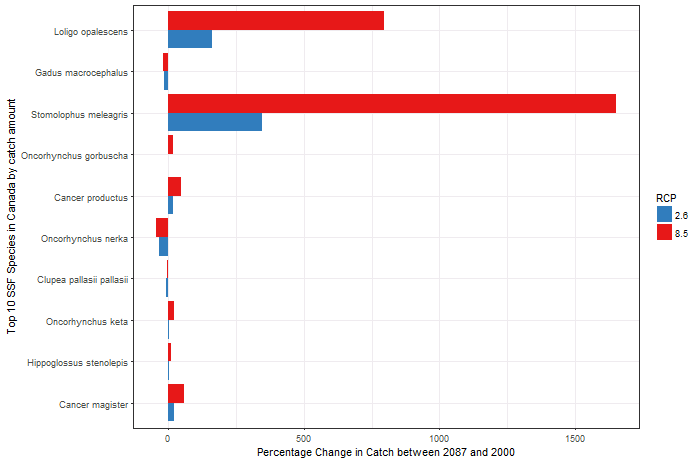 Top 10 SSF Species in Canada by catch amount
Loligo opalescens
Gadus macrocephalus
Stomolophus meleagris
Oncorhynchus gorbuscha
Cancer productus
Oncorhynchus nerka
Clupea pallasii pallasii
Oncorhynchus keta
Hippoglossus stenolepis
Cancer magister
0 500 1000 1500
Percentage Change in Catch between 2087 and 2000
RCP
2.6
8.5